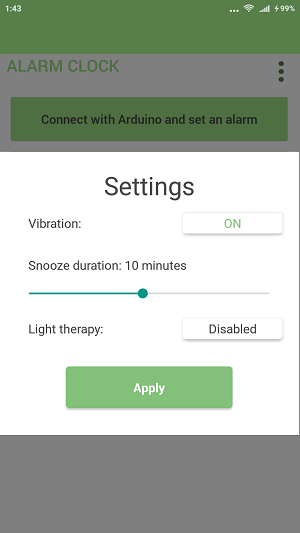 1:43
... 99%
ALARM CLOCK
Connect with Arduino and set an alarm
Settings
Vibration: ON
Snooze duration: 10 minutes
Light therapy: Disabled
Apply